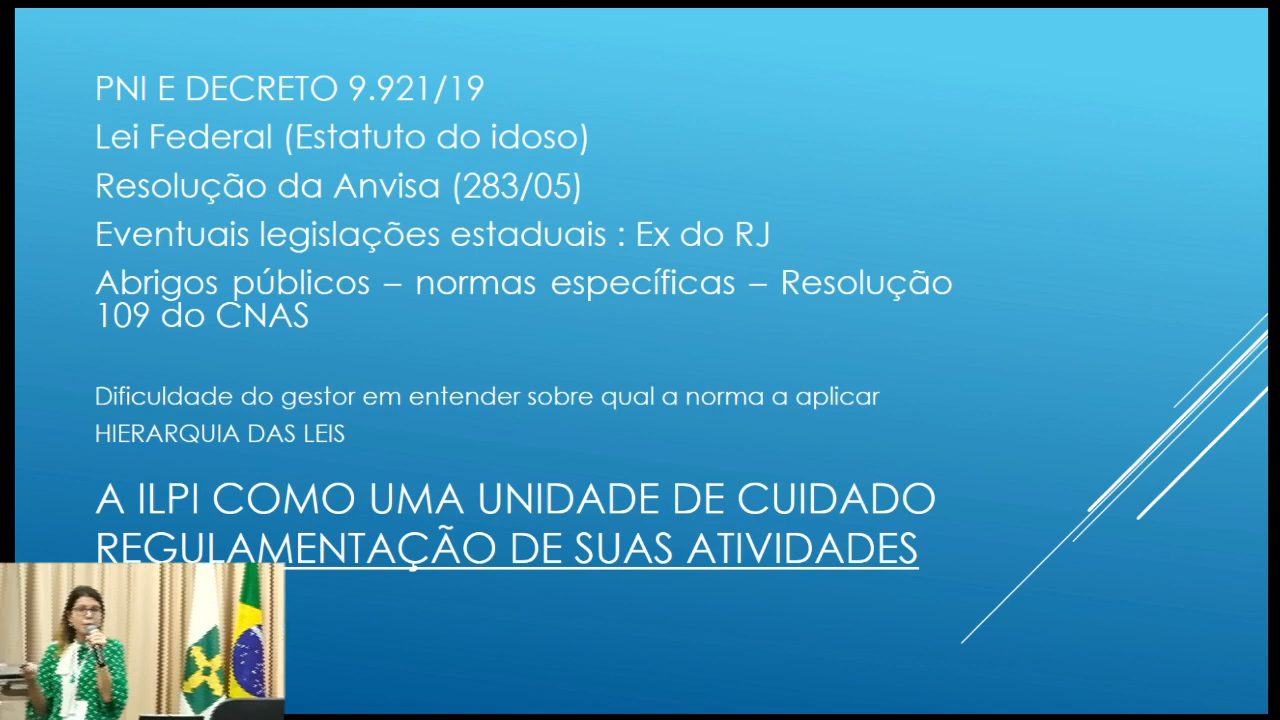 PNI E DECRETO 9.921/19
Lei Federal (Estatuto do idoso)
Resolução da Anvisa (283/05)
Eventuais legislações estaduais : Ex do RJ
Abrigos públicos – normas específicas – Resolução
109 do CNAS
Dificuldade do gestor em entender sobre qual a norma a aplicar
HIERARQUIA DAS LEIS
A ILPI COMO UMA UNIDADE DE CUIDADO
REGULAMENTAÇÃO DE SUAS ATIVIDADES